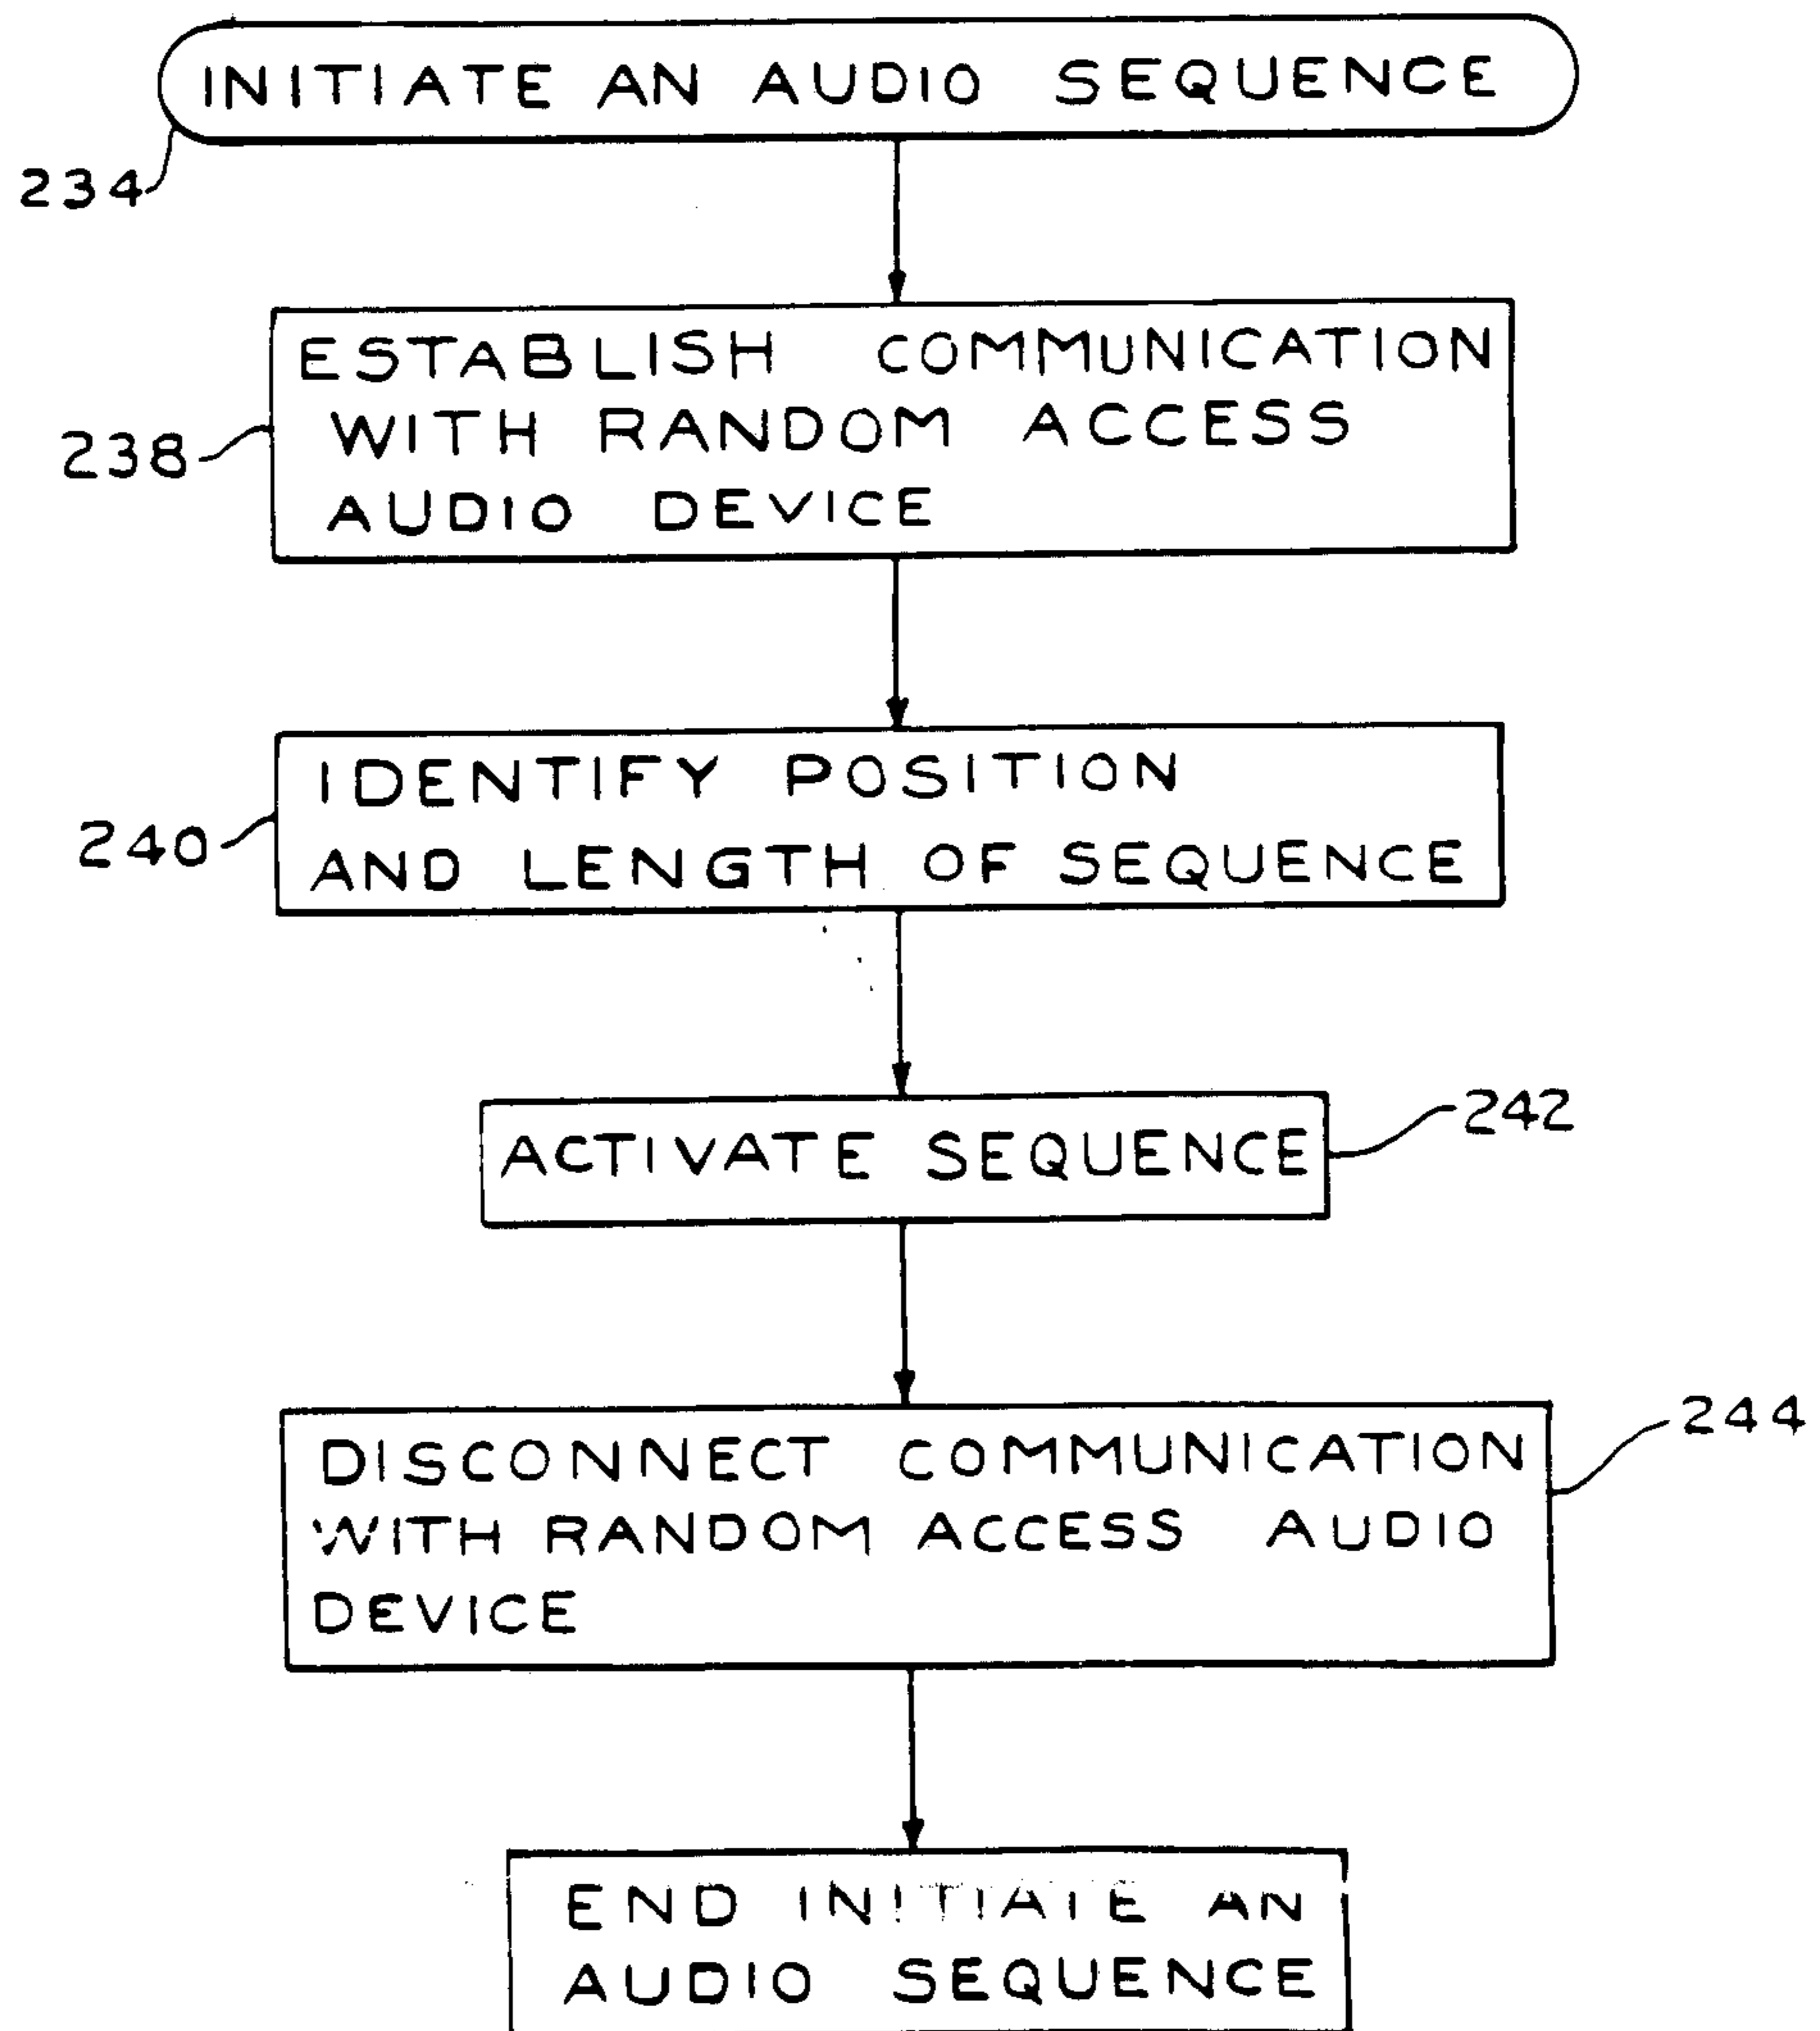 INITIATE AN AUDIO SEQUENCE
234
ESTABLISH COMMUNICATION
WITH RANDOM ACCESS
AUDIO DEVICE
238
IDENTIFY POSITION
AND LENGTH OF SEQUENCE
240
ACTIVATE SEQUENCE
242
DISCONNECT COMMUNICATION
WITH RANDOM ACCESS AUDIO
DEVICE
244
END INITIATE AN
AUDIO SEQUENCE